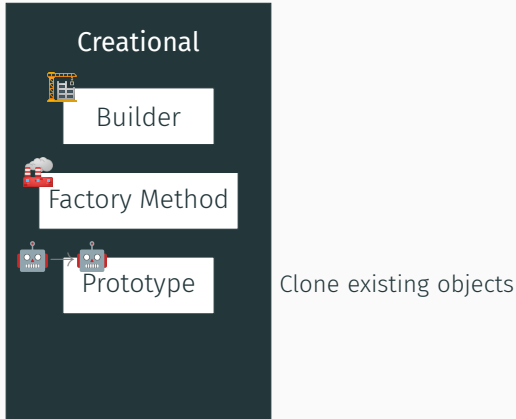 Creational
Builder
Factory Method
Prototype
Clone existing objects